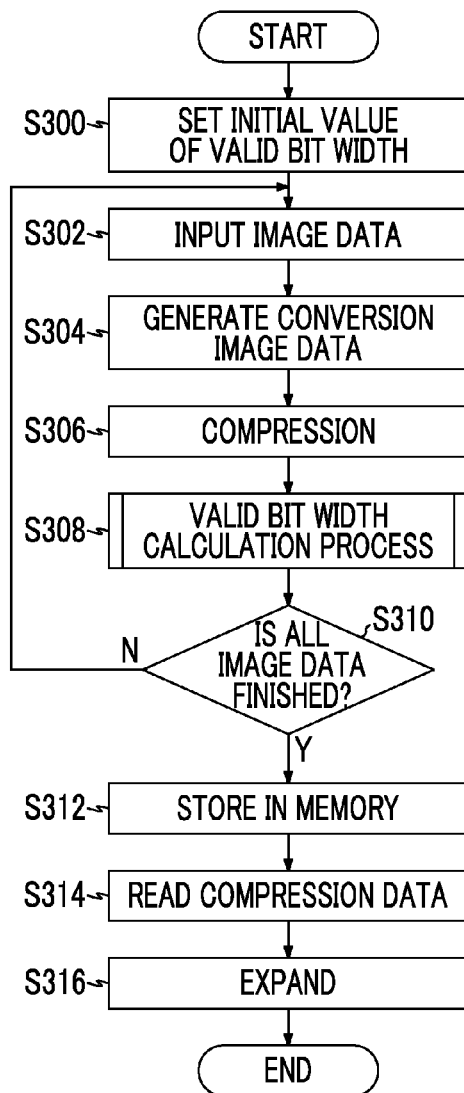 START
S300
SET INITIAL VALUE
OF VALID BIT WIDTH
S302
INPUT IMAGE DATA
S304
GENERATE CONVERSION
IMAGE DATA
S306
COMPRESSION
S308
VALID BIT WIDTH
CALCULATION PROCESS
S310
IS ALL
IMAGE DATA
FINISHED?
N
Y
S312
STORE IN MEMORY
S314
READ COMPRESSION DATA
S316
EXPAND
END